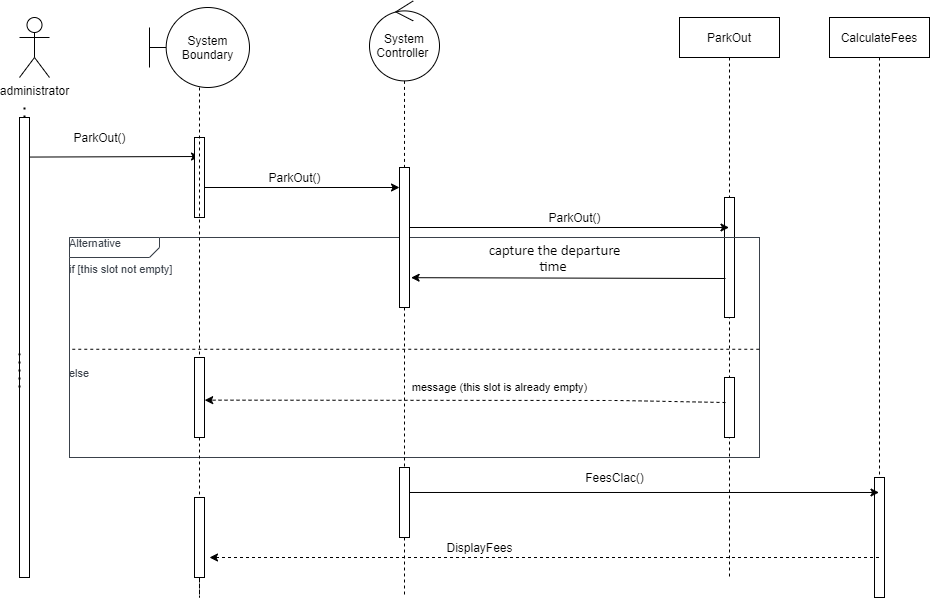 System
Boundary
System
Controller
ParkOut
CalculateFees
administrator
ParkOut()
ParkOut()
ParkOut()
Alternative
capture the departure
time
if [this slot not empty]
else
message (this slot is already empty)
FeesClac()
DisplayFees